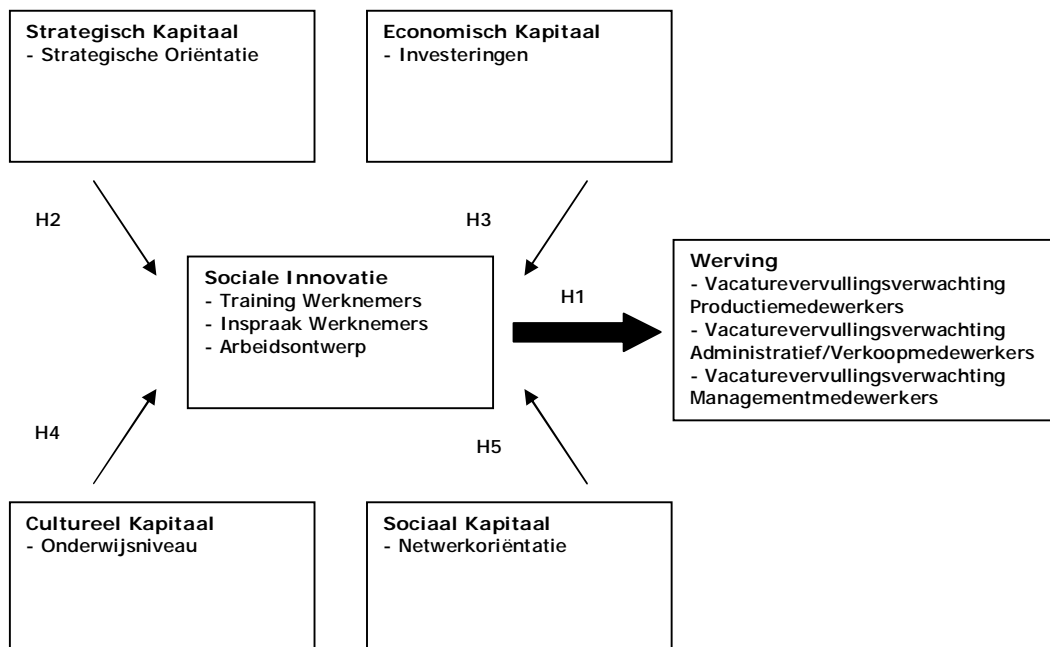 Strategisch Kapitaal
- Strategische Oriëntatie
Economisch Kapitaal
- Investeringen
H2
H3
Sociale Innovatie
- Training Werknemers
- Inspraak Werknemers
- Arbeidsontwerp
H1
Werving
- Vacaturevervullingsverwachting
Productiemedewerkers
- Vacaturevervullingsverwachting
Administratief/Verkoopmedewerkers
- Vacaturevervullingsverwachting
Managementmedewerkers
H4
H5
Cultureel Kapitaal
- Onderwijsniveau
Sociaal Kapitaal
- Netwerkoriëntatie